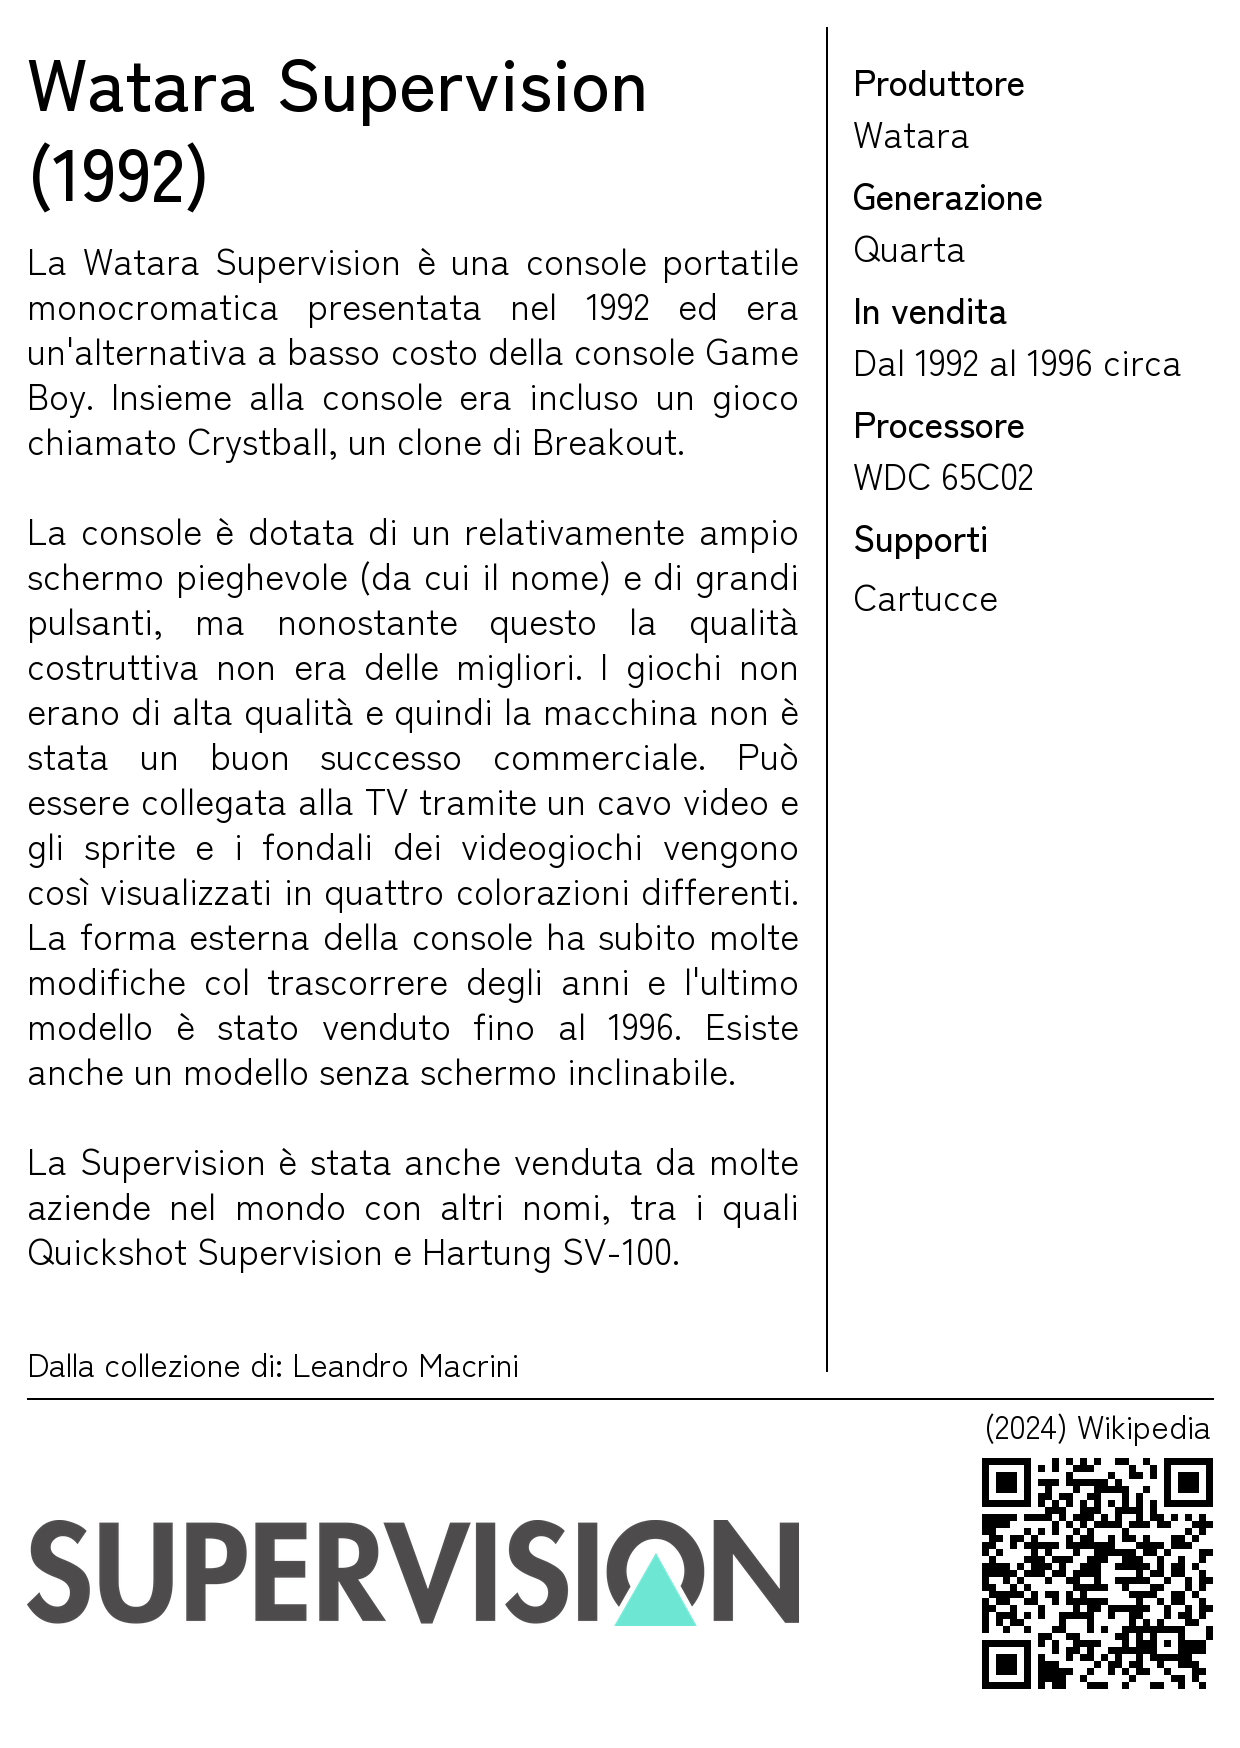 Watara Supervision
(1992)
La Watara Supervision è una console portatile
monocromatica presentata nel 1992 ed era
un'alternativa a basso costo della console Game
Boy. Insieme alla console era incluso un gioco
chiamato Crystball, un clone di Breakout.
La console è dotata di un relativamente ampio
schermo pieghevole (da cui il nome) e di grandi
pulsanti, ma nonostante questo la qualità
costruttiva non era delle migliori. I giochi non
erano di alta qualità e quindi la macchina non è
stata un buon successo commerciale. Può
essere collegata alla TV tramite un cavo video e
gli sprite e i fondali dei videogiochi vengono
così visualizzati in quattro colorazioni differenti.
La forma esterna della console ha subito molte
modifiche col trascorrere degli anni e l'ultimo
modello è stato venduto fino al 1996. Esiste
anche un modello senza schermo inclinabile.
La Supervision è stata anche venduta da molte
aziende nel mondo con altri nomi, tra i quali
Quickshot Supervision e Hartung SV-100.
Dalla collezione di: Leandro Macrini
Produttore
Watara
Generazione
Quarta
In vendita
Dal 1992 al 1996 circa
Processore
WDC 65C02
Supporti
Cartucce
(2024) Wikipedia
SUPERVISION